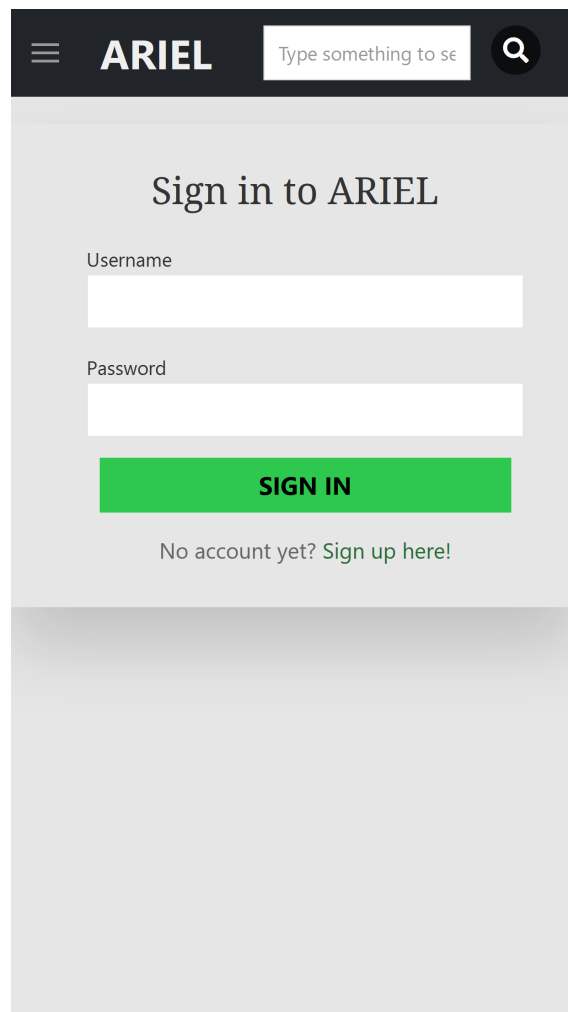 ARIEL
Type something to se
Sign in to ARIEL
Username
Password
SIGN IN
No account yet? Sign up here!